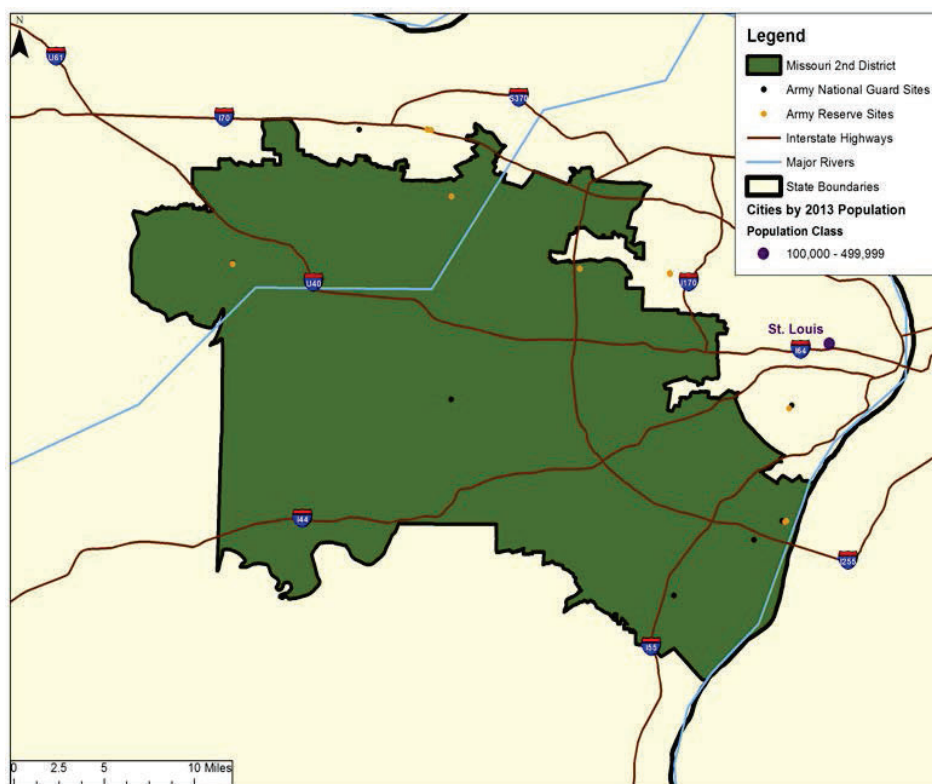 N
U61
S370
I70
U40
I170
St. Louis
I64
I44
I255
I55
0 2.5 5 10 Miles
Legend
Missouri 2nd District
Army National Guard Sites
Army Reserve Sites
Interstate Highways
Major Rivers
State Boundaries
Cities by 2013 Population
Population Class
100,000 - 499,999